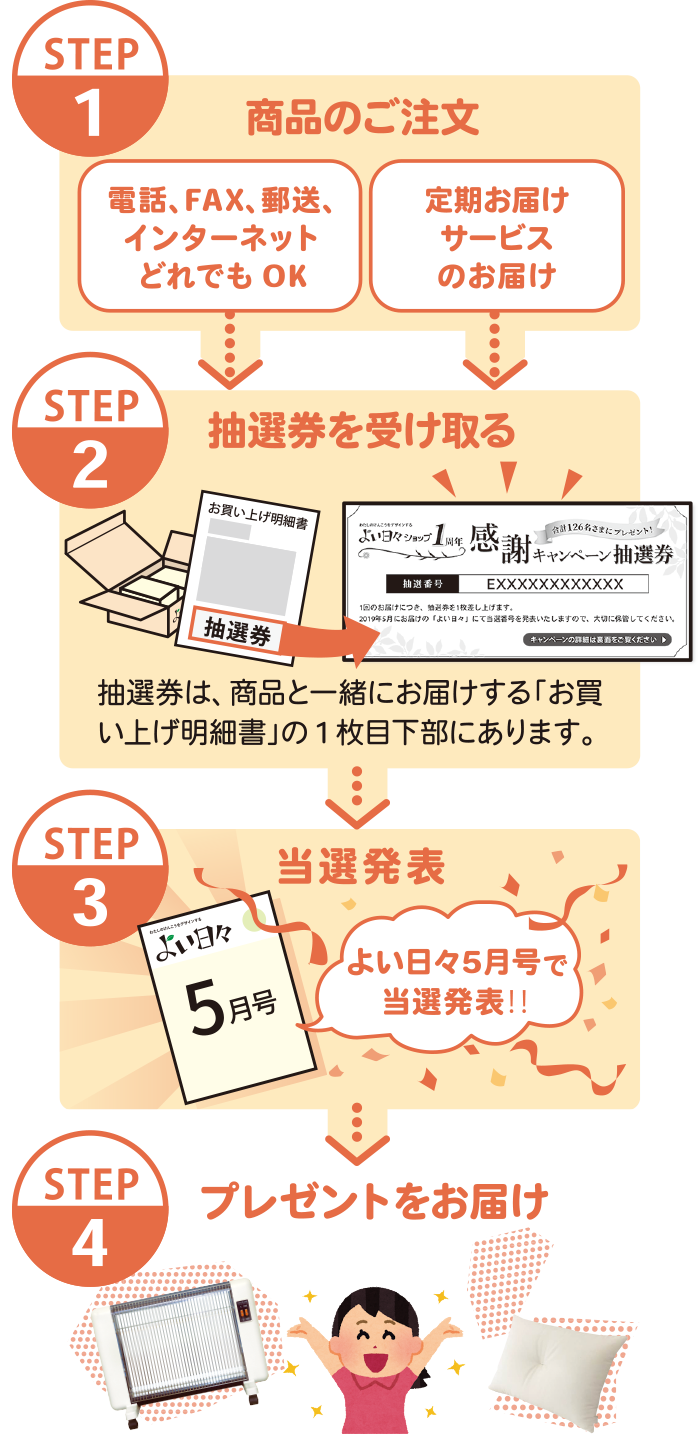 STEP
1
商品のご注文
電話、FAX、郵送、
インターネット
どれでも OK
定期お届け
サービス
のお届け
STEP
2
抽選券を受け取る
お買い上げ明細書
抽選券
わたしのけんこうをデザインする
よい日々ショップ1周年
感謝キャンペーン抽選券
合計126名さまにプレゼント!
抽選番号
EXXXXXXXXXXXXX
1回のお届けにつき、抽選券を1枚差し上げます。
2019年5月にお届けの『よい日々』にて当選番号を発表いたしますので、大切に保管してください。
キャンペーンの詳細は裏面をご覧ください
抽選券は、商品と一緒にお届けする「お買
い上げ明細書」の1枚目下部にあります。
STEP
3
当選発表
わたしのけんこうをデザインする
よい日々
5月号
よい日々5月号で
当選発表!!
STEP
4
プレゼントをお届け